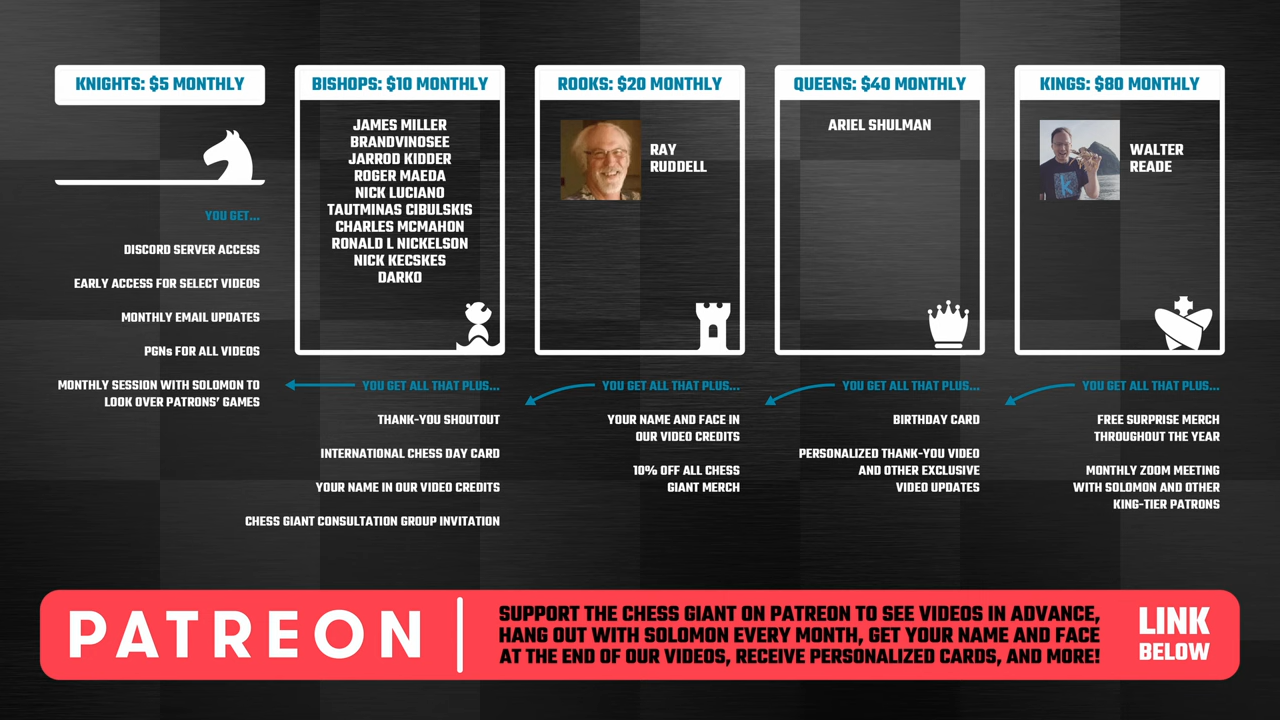 KNIGHTS: $5 MONTHLY
YOU GET...
DISCORD SERVER ACCESS
EARLY ACCESS FOR SELECT VIDEOS
MONTHLY EMAIL UPDATES
PGNs FOR ALL VIDEOS
MONTHLY SESSION WITH SOLOMON TO
LOOK OVER PATRONS' GAMES
BISHOPS: $10 MONTHLY
JAMES MILLER
BRANDVINOSEE
JARROD KIDDER
ROGER MAEDA
NICK LUCIANO
TAUTMINAS CIBULSKIS
CHARLES MCMAHON
RONALD L NICKELSON
NICK KECSKES
DARKO
YOU GET ALL THAT PLUS...
THANK-YOU SHOUTOUT
INTERNATIONAL CHESS DAY CARD
YOUR NAME IN OUR VIDEO CREDITS
CHESS GIANT CONSULTATION GROUP INVITATION
ROOKS: $20 MONTHLY
RAY
RUDDELL
YOU GET ALL THAT PLUS...
YOUR NAME AND FACE IN
OUR VIDEO CREDITS
10% OFF ALL CHESS
GIANT MERCH
QUEENS: $40 MONTHLY
ARIEL SHULMAN
YOU GET ALL THAT PLUS...
BIRTHDAY CARD
PERSONALIZED THANK-YOU VIDEO
AND OTHER EXCLUSIVE
VIDEO UPDATES
KINGS: $80 MONTHLY
WALTER
READE
YOU GET ALL THAT PLUS...
FREE SURPRISE MERCH
THROUGHOUT THE YEAR
MONTHLY ZOOM MEETING
WITH SOLOMON AND OTHER
KING-TIER PATRONS
PATREON
SUPPORT THE CHESS GIANT ON PATREON TO SEE VIDEOS IN ADVANCE,
HANG OUT WITH SOLOMON EVERY MONTH, GET YOUR NAME AND FACE
AT THE END OF OUR VIDEOS, RECEIVE PERSONALIZED CARDS, AND MORE!
LINK
BELOW